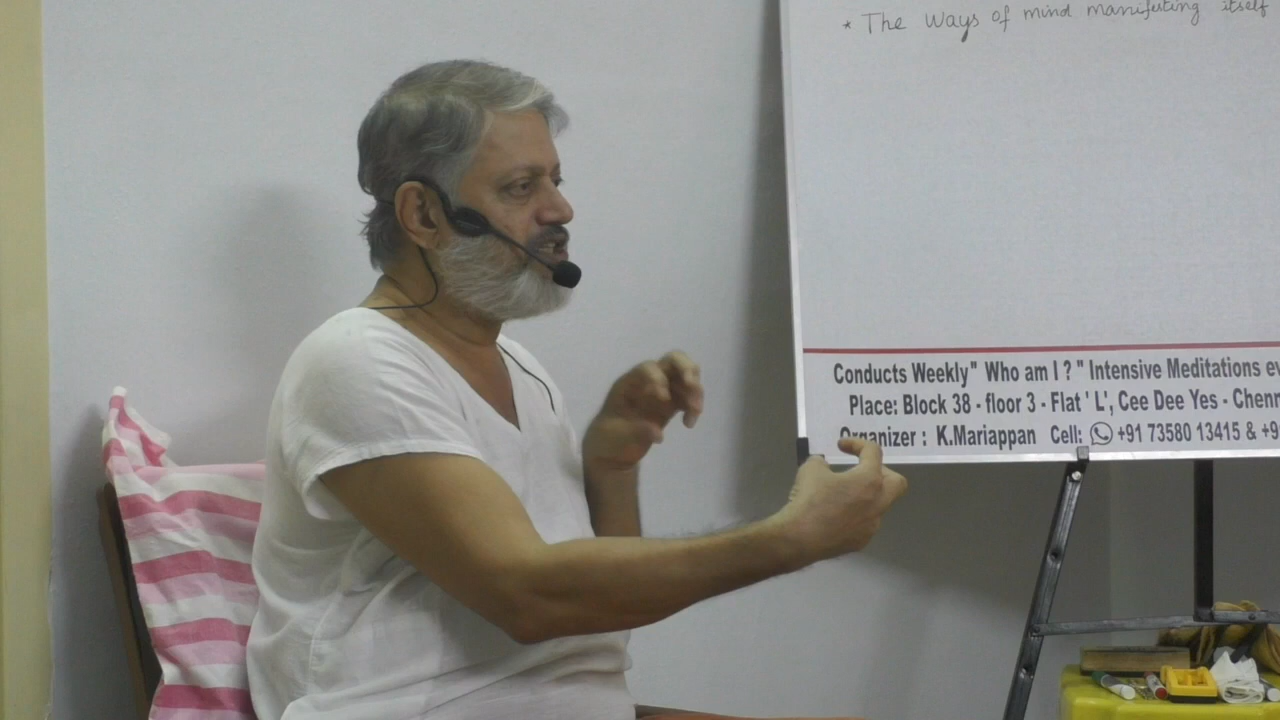 * The Ways of mind manifesting itself
Conducts Weekly" Who am I ? " Intensive Meditations
Place: Block 38 - floor 3 - Flat ' L', Cee Dee Yes -
Organizer : K.Mariappan Cell: +91 73580 13415 &